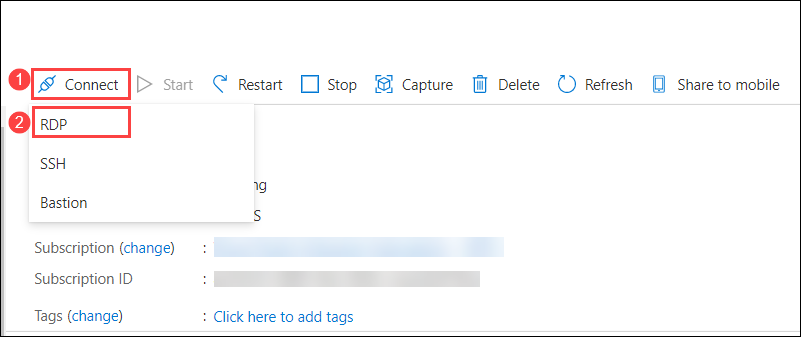 1 Connect Start Restart Stop Capture Delete Refresh Share to mobile
2 RDP
SSH
ng
Bastion
S
Subscription (change) :
Subscription ID :
Tags (change) : Click here to add tags